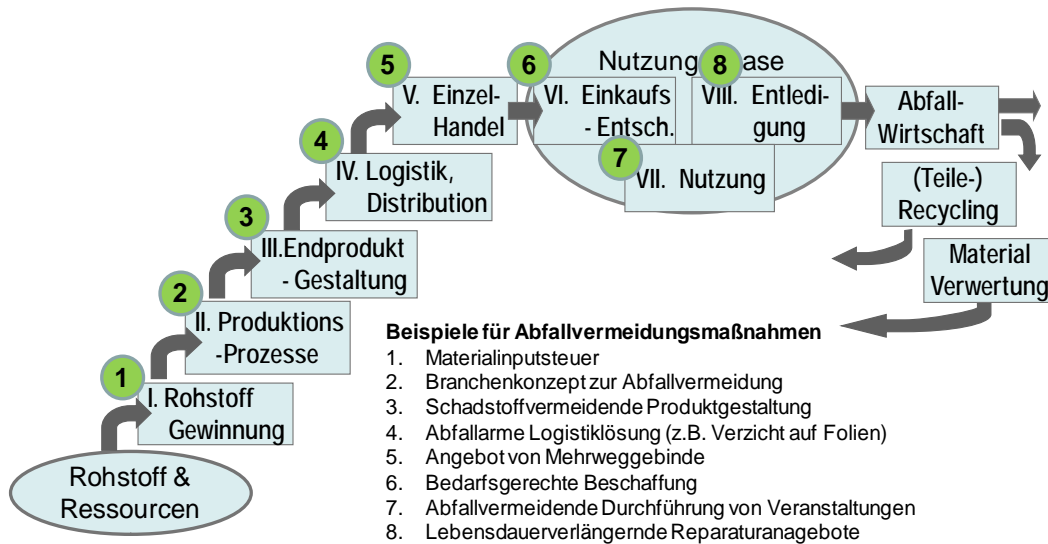 5
6
Nutzung
8
ase
V. Einzel-
Handel
VI. Einkaufs
- Entsch.
VIII. Entledi-
gung
Abfall-
Wirtschaft
4
7
IV. Logistik,
Distribution
VII. Nutzung
(Teile-)
Recycling
3
III.Endprodukt
- Gestaltung
Material
Verwertung
2
II. Produktions
-Prozesse
1
I. Rohstoff
Gewinnung
Rohstoff &
Ressourcen
Beispiele für Abfallvermeidungsmaßnahmen
1. Materialinputsteuer
2. Branchenkonzept zur Abfallvermeidung
3. Schadstoffvermeidende Produktgestaltung
4. Abfallarme Logistiklösung (z.B. Verzicht auf Folien)
5. Angebot von Mehrweggebinde
6. Bedarfsgerechte Beschaffung
7. Abfallvermeidende Durchführung von Veranstaltungen
8. Lebensdauerverlängernde Reparaturanagebote